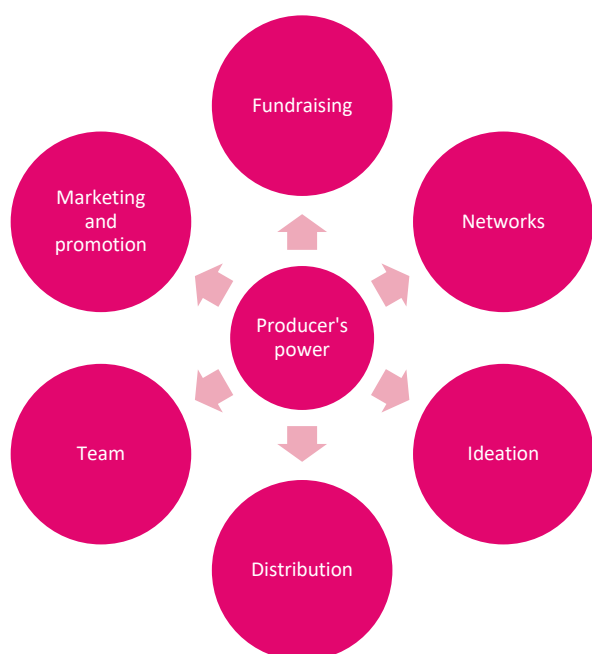 Fundraising
Marketing
and
promotion
Networks
Producer's
power
Team
Ideation
Distribution